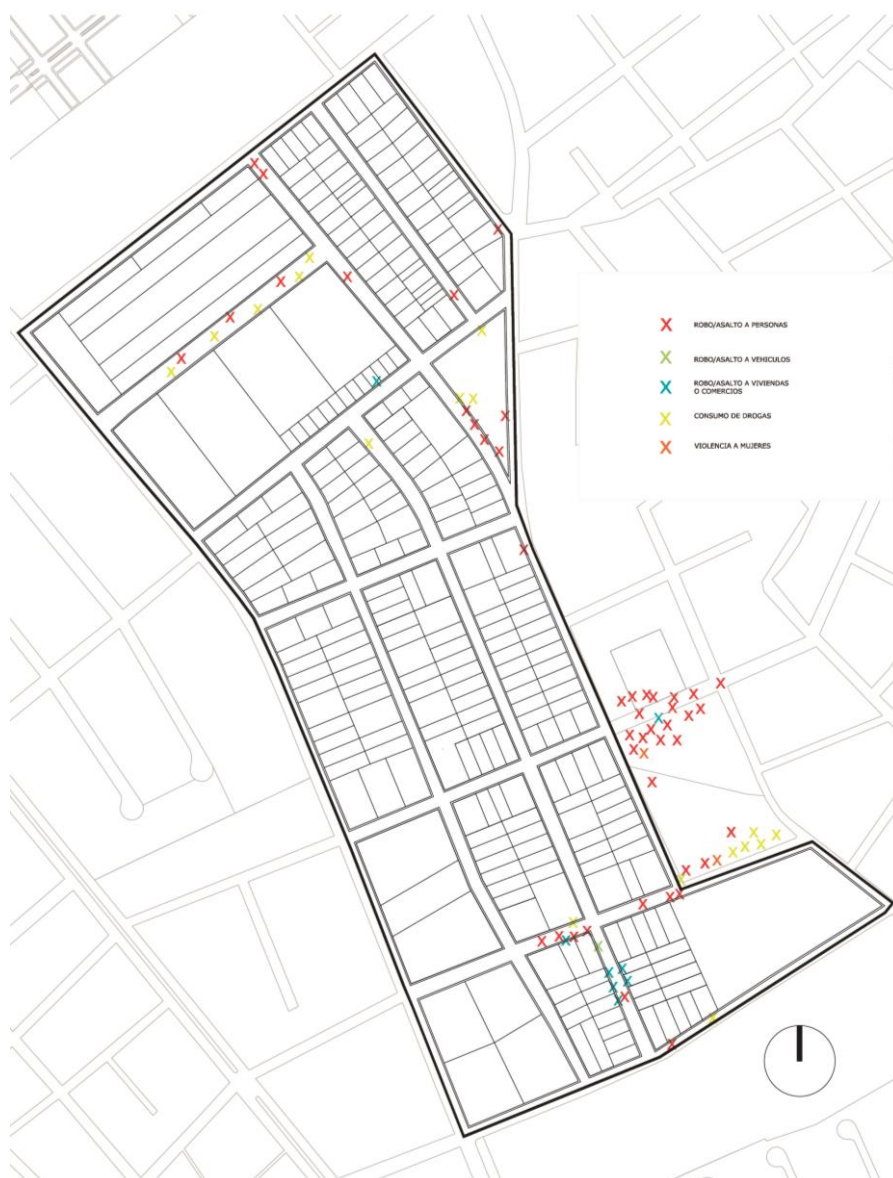 ROBO/ASALTO A PERSONAS
ROBO/ASALTO A VEHICULOS
ROBO/ASALTO A VIVIENDAS
O COMERCIOS
CONSUMO DE DROGAS
VIOLENCIA A MUJERES